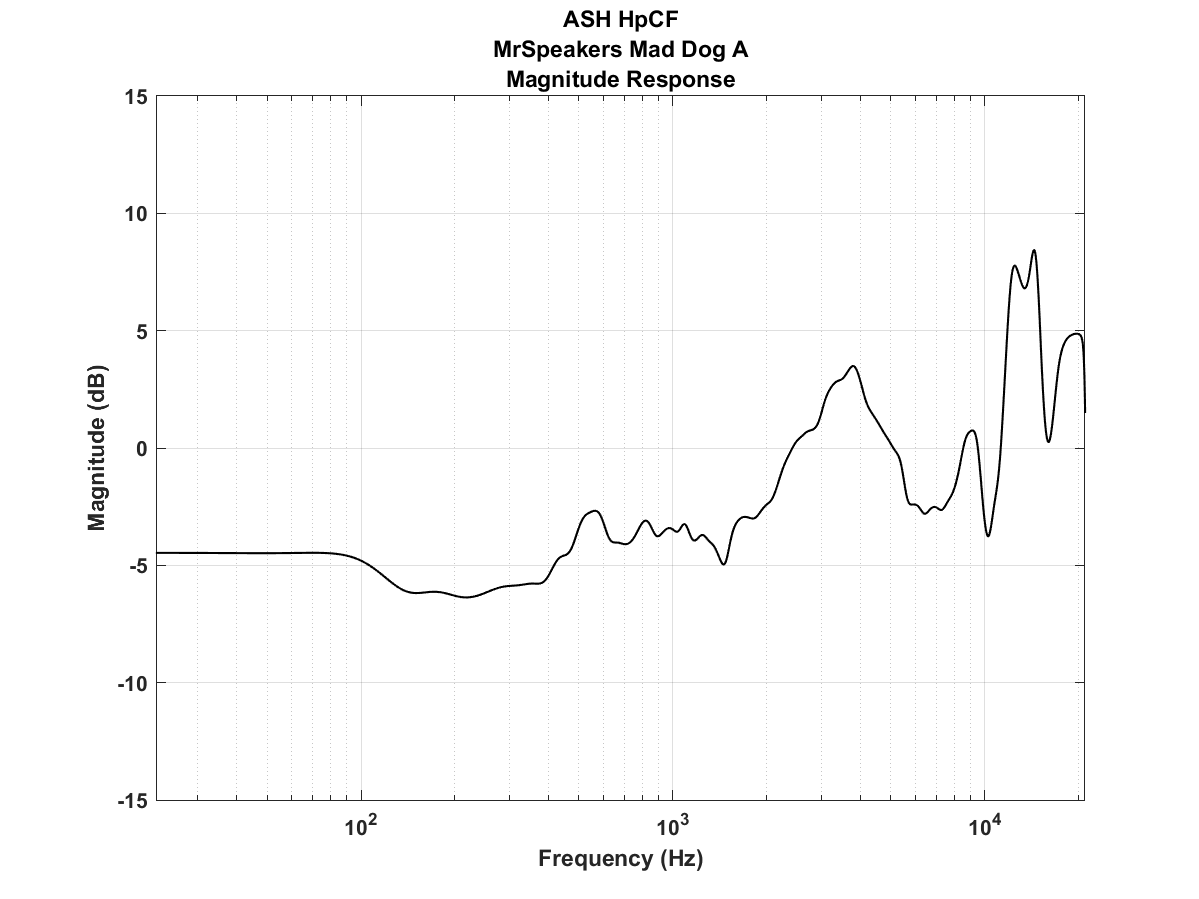 ASH HpCF
MrSpeakers Mad Dog A
Magnitude Response
15
10
5
0
-5
-10
-15
Magnitude (dB)
10^2
10^3
10^4
Frequency (Hz)